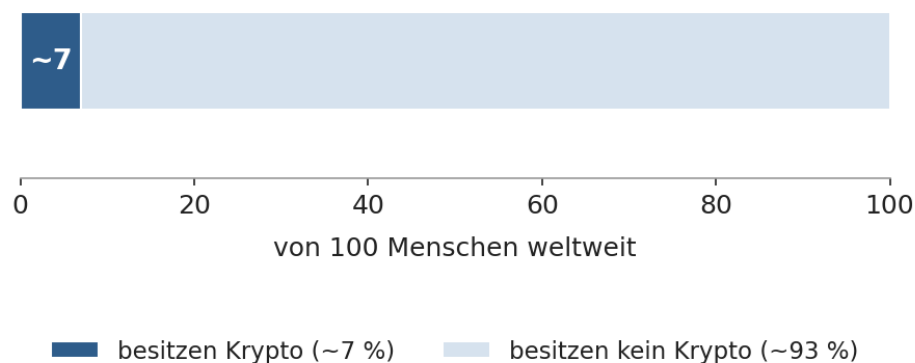 ~7
0 20 40 60 80 100
von 100 Menschen weltweit
besitzen Krypto (~7 %) besitzen kein Krypto (~93 %)